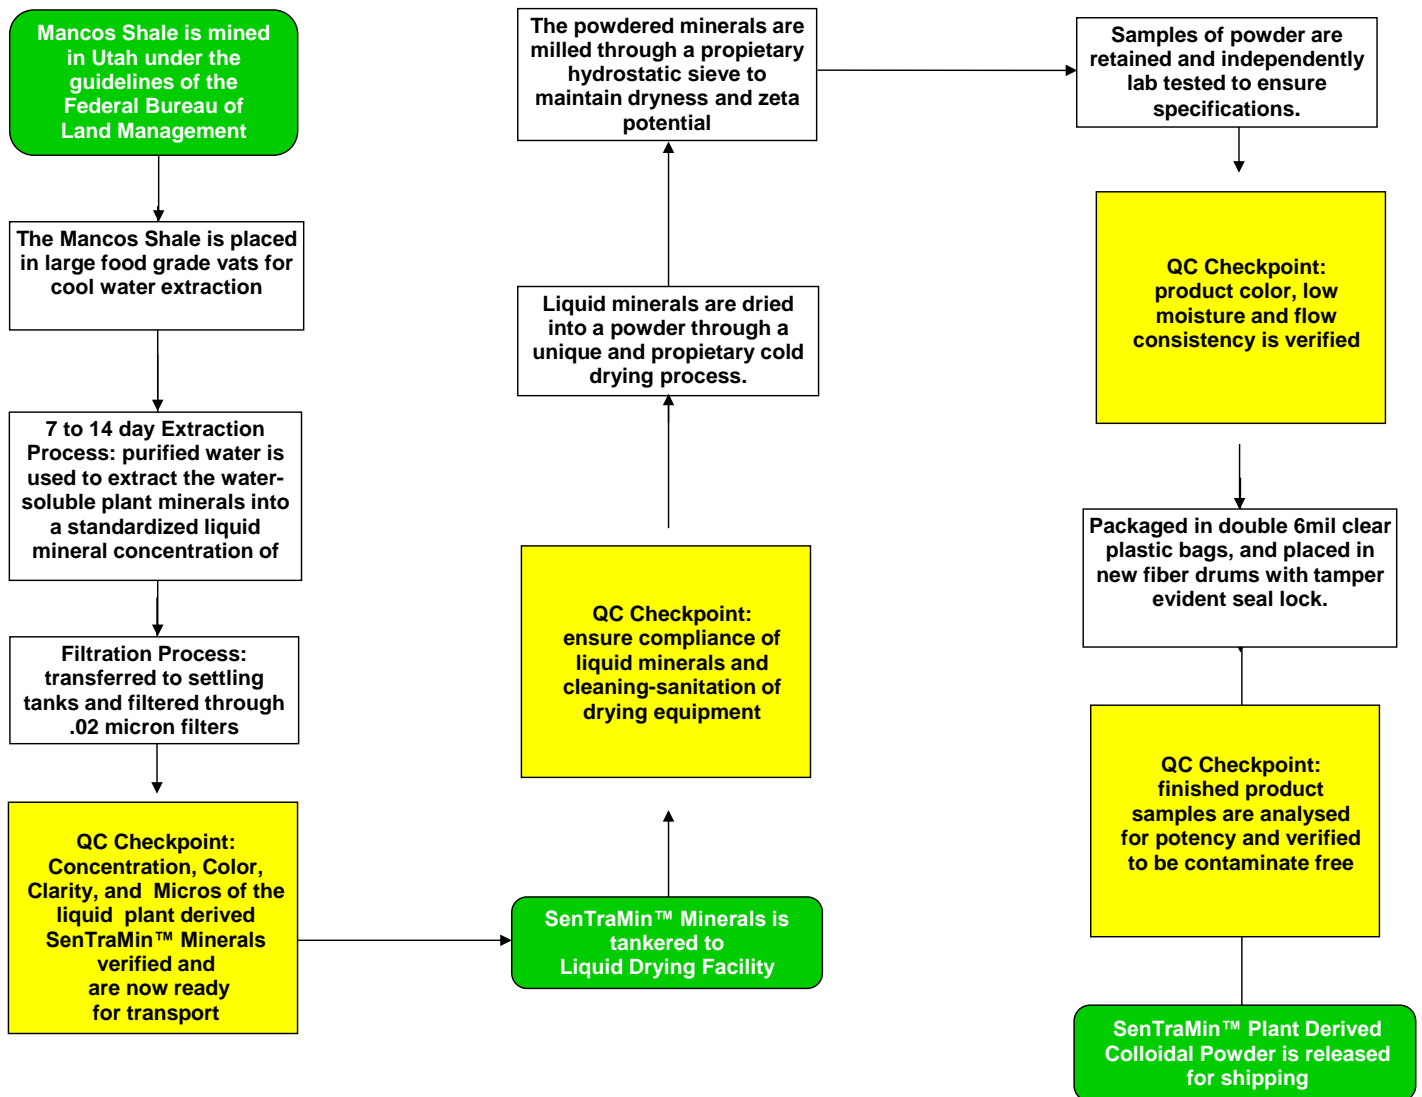 Mancos Shale is mined
in Utah under the
guidelines of the
Federal Bureau of
Land Management
The Mancos Shale is placed
in large food grade vats for
cool water extraction
7 to 14 day Extraction
Process: purified water is
used to extract the water-
soluble plant minerals into
a standardized liquid
mineral concentration of
Filtration Process:
transferred to settling
tanks and filtered through
.02 micron filters
QC Checkpoint:
Concentration, Color,
Clarity, and Micros of the
liquid plant derived
SenTraMin™ Minerals
verified and
are now ready
for transport
SenTraMin™ Minerals is
tankered to
Liquid Drying Facility
QC Checkpoint:
ensure compliance of
liquid minerals and
cleaning-sanitation of
drying equipment
Liquid minerals are dried
into a powder through a
unique and propietary cold
drying process.
The powdered minerals are
milled through a propietary
hydrostatic sieve to
maintain dryness and zeta
potential
Samples of powder are
retained and independently
lab tested to ensure
specifications.
QC Checkpoint:
product color, low
moisture and flow
consistency is verified
Packaged in double 6mil clear
plastic bags, and placed in
new fiber drums with tamper
evident seal lock.
QC Checkpoint:
finished product
samples are analysed
for potency and verified
to be contaminate free
SenTraMin™ Plant Derived
Colloidal Powder is released
for shipping